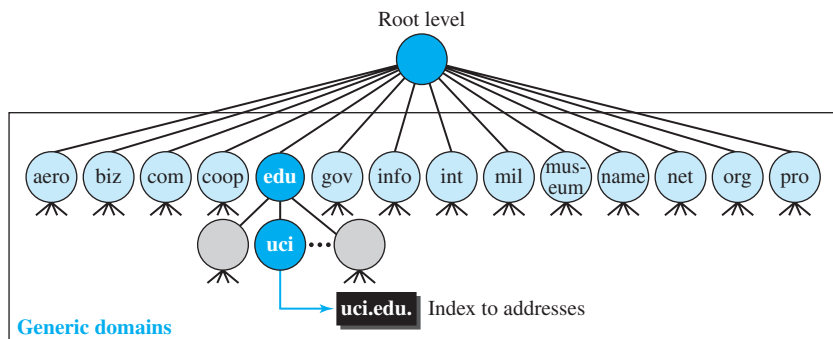 Root level
aero biz com coop edu gov info int mil mus-
eum name net org pro
uci
uci.edu. Index to addresses
Generic domains